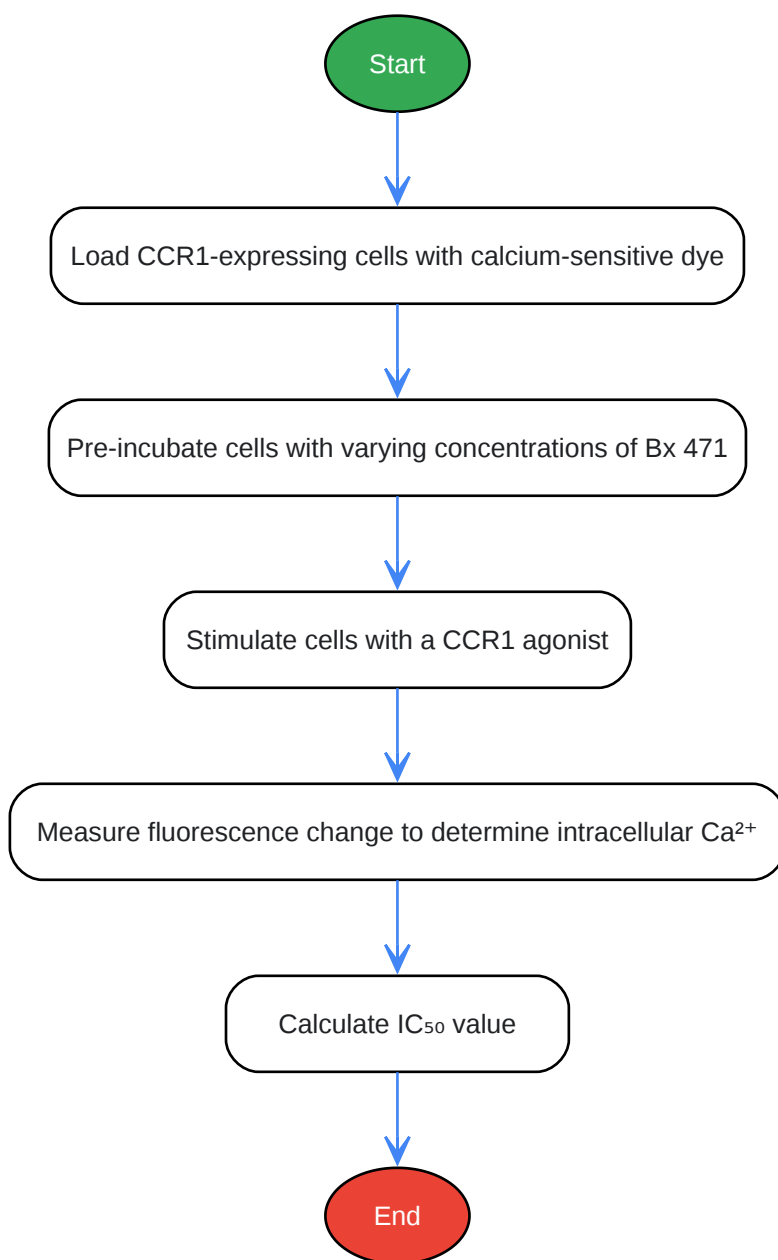 Start
Load CCR1-expressing cells with calcium-sensitive dye
Pre-incubate cells with varying concentrations of Bx 471
Stimulate cells with a CCR1 agonist
Measure fluorescence change to determine intracellular Ca²⁺
Calculate IC₅₀ value
End